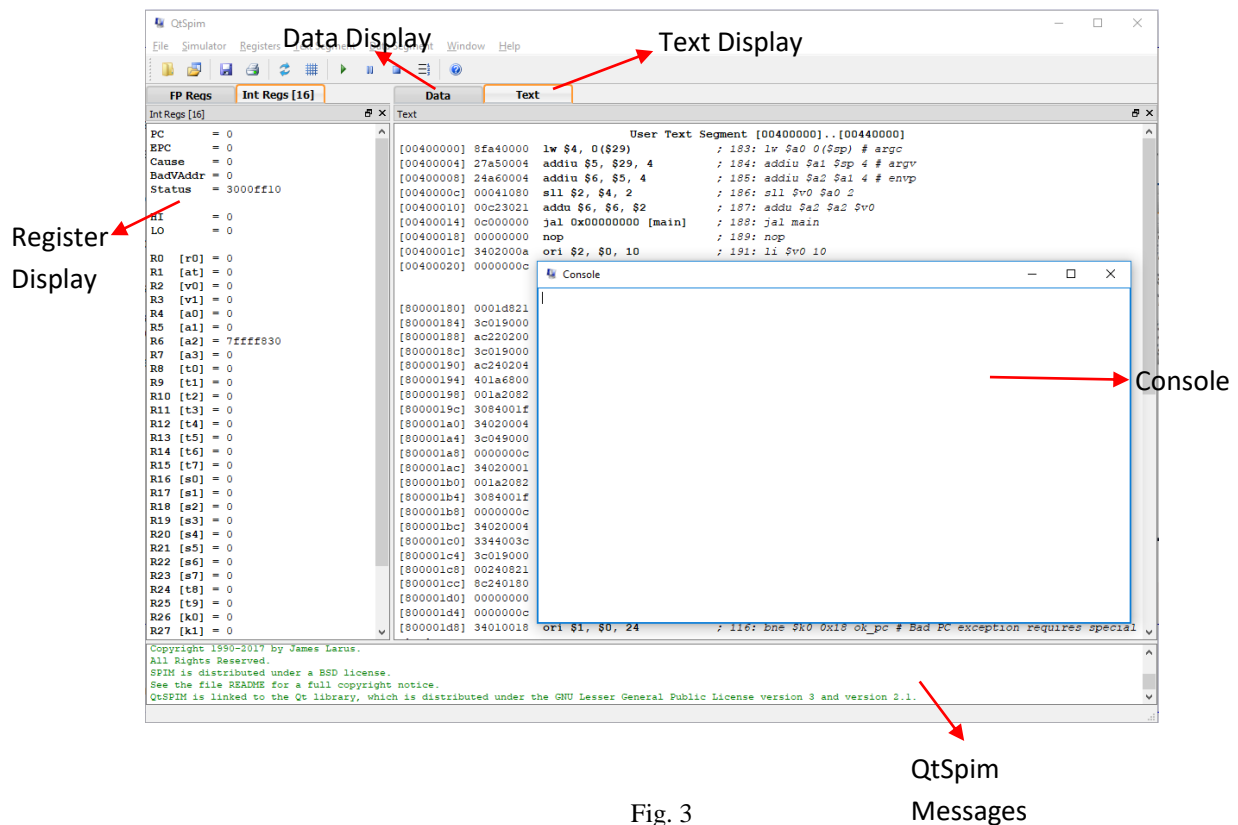 QtSpim
File Simulator Registers Text Segment Data Segment Window Help
Data Display
Text Display
FP Regs Int Regs [16] Data Text
Int Regs [16]
Text
PC = 0
EPC = 0
Cause = 0
BadVAddr = 0
Status = 3000ff10
HI = 0
LO = 0
R0 [r0] = 0
R1 [at] = 0
R2 [v0] = 0
R3 [v1] = 0
R4 [a0] = 0
R5 [a1] = 0
R6 [a2] = 7ffff830
R7 [a3] = 0
R8 [t0] = 0
R9 [t1] = 0
R10 [t2] = 0
R11 [t3] = 0
R12 [t4] = 0
R13 [t5] = 0
R14 [t6] = 0
R15 [t7] = 0
R16 [s0] = 0
R17 [s1] = 0
R18 [s2] = 0
R19 [s3] = 0
R20 [s4] = 0
R21 [s5] = 0
R22 [s6] = 0
R23 [s7] = 0
R24 [t8] = 0
R25 [t9] = 0
R26 [k0] = 0
R27 [k1] = 0
Register
Display
User Text Segment [00400000]..[00440000]
[00400000] 8fa40000 lw $4, 0($29) ; 183: lw $a0 0($sp) # argc
[00400004] 27a50004 addiu $5, $29, 4 ; 184: addiu $a1 $sp 4 # argv
[00400008] 24a60004 addiu $6, $5, 4 ; 185: addiu $a2 $a1 4 # envp
[0040000c] 00041080 sll $2, $4, 2 ; 186: sll $v0 $a0 2
[00400010] 00c23021 addu $6, $6, $2 ; 187: addu $a2 $a2 $v0
[00400014] 0c000000 jal 0x00000000 [main] ; 188: jal main
[00400018] 00000000 nop ; 189: nop
[0040001c] 3402000a ori $2, $0, 10 ; 191: li $v0 10
[00400020] 0000000c
[80000180] 0001d821
[80000184] 3c019000
[80000188] ac220200
[8000018c] 3c019000
[80000190] ac240204
[80000194] 401a6800
[80000198] 001a2082
[8000019c] 3084001f
[800001a0] 34020004
[800001a4] 3c049000
[800001a8] 0000000c
[800001ac] 34020001
[800001b0] 001a2082
[800001b4] 3084001f
[800001b8] 0000000c
[800001bc] 34020004
[800001c0] 3344003c
[800001c4] 3c019000
[800001c8] 00240821
[800001cc] 8c240180
[800001d0] 00000000
[800001d4] 0000000c
[800001d8] 34010018 ori $1, $0, 24 ; 116: bne $k0 0x18 ok_pc # Bad PC exception requires special
Console
Console
Copyright 1990-2017 by James Larus.
All Rights Reserved.
SPIM is distributed under a BSD license.
See the file README for a full copyright notice.
QtSPIM is linked to the Qt library, which is distributed under the GNU Lesser General Public License version 3 and version 2.1.
QtSpim
Messages
Fig. 3